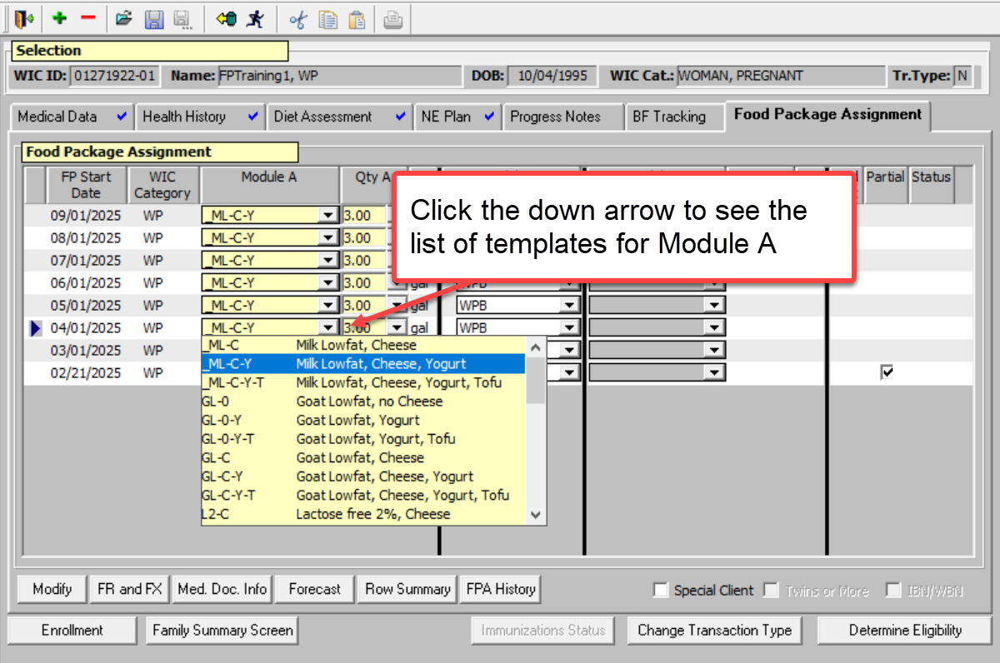 Selection
WIC ID: 01271922-01 Name: FPTraining1, WP DOB: 10/04/1995 WIC Cat.: WOMAN, PREGNANT Tr.Type: N
Medical Data Health History Diet Assessment NE Plan Progress Notes BF Tracking Food Package Assignment
Food Package Assignment
FP Start Date WIC Category Module A Qty A Partial Status
Click the down arrow to see the
list of templates for Module A
09/01/2025 WP _ML-C-Y 3.00
08/01/2025 WP _ML-C-Y 3.00
07/01/2025 WP _ML-C-Y 3.00
06/01/2025 WP _ML-C-Y 3.00 gal WPB
05/01/2025 WP _ML-C-Y 3.00 gal WPB
04/01/2025 WP _ML-C-Y 3.00 gal WPB
03/01/2025 WP
02/21/2025 WP
_ML-C Milk Lowfat, Cheese
_ML-C-Y Milk Lowfat, Cheese, Yogurt
_ML-C-Y-T Milk Lowfat, Cheese, Yogurt, Tofu
GL-0 Goat Lowfat, no Cheese
GL-0-Y Goat Lowfat, Yogurt
GL-0-Y-T Goat Lowfat, Yogurt, Tofu
GL-C Goat Lowfat, Cheese
GL-C-Y Goat Lowfat, Cheese, Yogurt
GL-C-Y-T Goat Lowfat, Cheese, Yogurt, Tofu
L2-C Lactose free 2%, Cheese
Modify FR and FX Med. Doc. Info Forecast Row Summary FPA History Special Client Twins or More IBN/WBN
Enrollment Family Summary Screen Immunizations Status Change Transaction Type Determine Eligibility